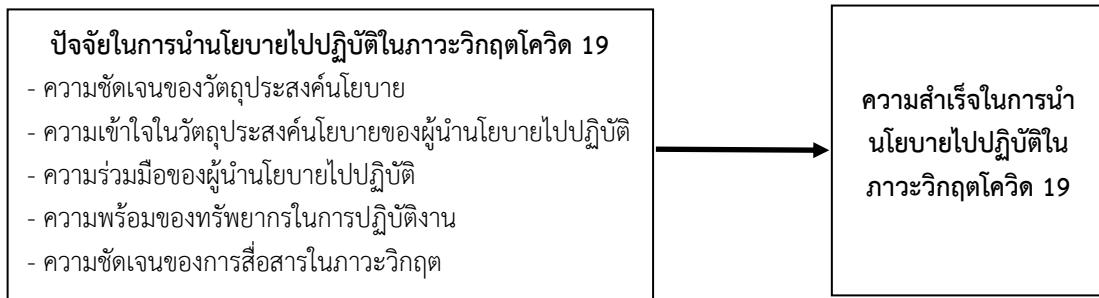 ปัจจัยในการนำนโยบายไปปฏิบัติในภาวะวิกฤตโควิด 19
- ความชัดเจนของวัตถุประสงค์นโยบาย
- ความเข้าใจในวัตถุประสงค์นโยบายของผู้นำนโยบายไปปฏิบัติ
- ความร่วมมือของผู้นำนโยบายไปปฏิบัติ
- ความพร้อมของทรัพยากรในการปฏิบัติงาน
- ความชัดเจนของการสื่อสารในภาวะวิกฤต
ความสำเร็จในการนำ
นโยบายไปปฏิบัติใน
ภาวะวิกฤตโควิด 19